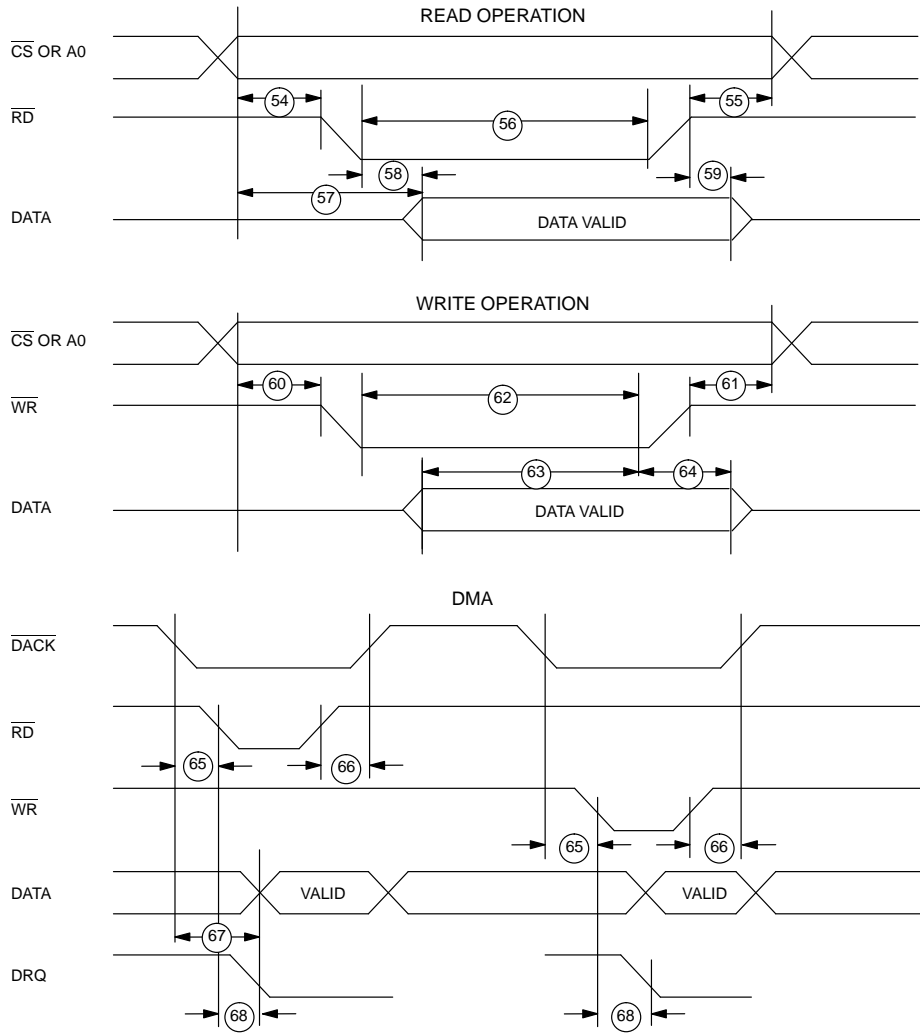 READ OPERATION
CS OR A0
54
55
RD
56
58
59
57
DATA
DATA VALID
WRITE OPERATION
CS OR A0
60
61
WR
62
63
64
DATA
DATA VALID
DMA
DACK
RD
65
66
WR
65
66
DATA
VALID
VALID
67
DRQ
68
68